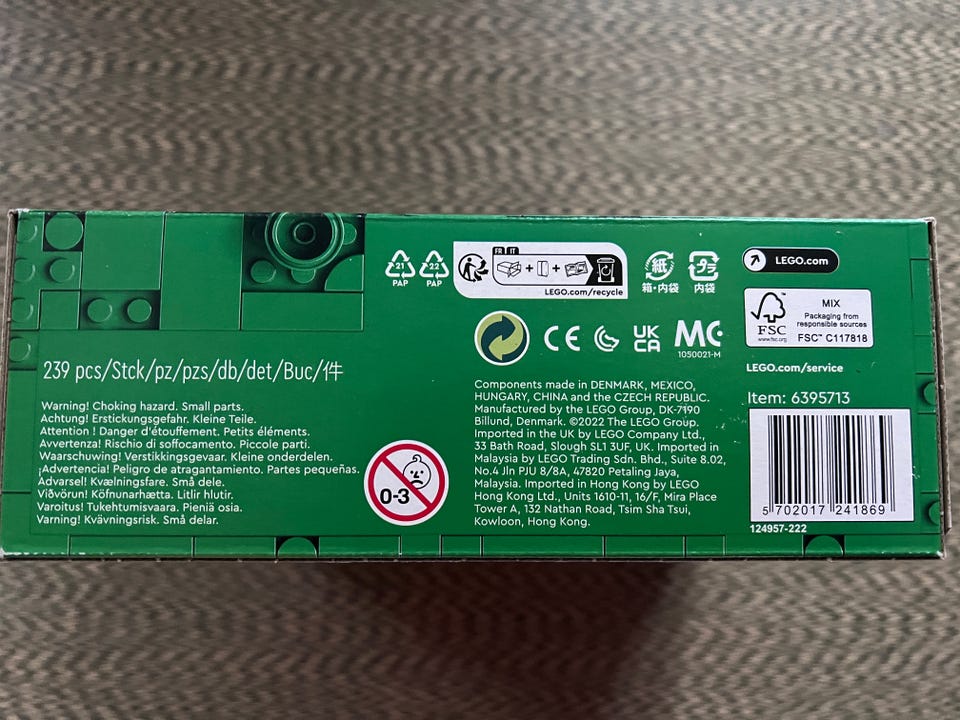 239 pcs/Stck/pz/pzs/db/det/Buc/件
Warning! Choking hazard. Small parts.
Achtung! Erstickungsgefahr. Kleine Teile.
Attention ! Danger d'étouffement. Petits éléments.
Avvertenza! Rischio di soffocamento. Piccole parti.
Waarschuwing! Verstikkingsgevaar. Kleine onderdelen.
¡Advertencia! Peligro de atragantamiento. Partes pequeñas.
Advarsel! Kvælningsfare. Små dele.
Viðvörun! Köfnunarhætta. Litlir hlutir.
Varoitus! Tukehtumisvaara. Pieniä osia.
Varning! Kvävningsrisk. Små delar.
0-3
21
PAP
22
PAP
FR IT
+ +
LEGO.com/recycle
紙
箱・内袋
プラ
内袋
CE
UK
CA
MC
1050021-M
Components made in DENMARK, MEXICO,
HUNGARY, CHINA and the CZECH REPUBLIC.
Manufactured by the LEGO Group, DK-7190
Billund, Denmark. ©2022 The LEGO Group.
Imported in the UK by LEGO Company Ltd.,
33 Bath Road, Slough SL1 3UF, UK. Imported in
Malaysia by LEGO Trading Sdn. Bhd., Suite 8.02,
No.4 Jln PJU 8/8A, 47820 Petaling Jaya,
Malaysia. Imported in Hong Kong by LEGO
Hong Kong Ltd., Units 1610-11, 16/F, Mira Place
Tower A, 132 Nathan Road, Tsim Sha Tsui,
Kowloon, Hong Kong.
LEGO.com
FSC
www.fsc.org
MIX
Packaging from
responsible sources
FSC™ C117818
LEGO.com/service
Item: 6395713
5 702017 241869
124957-222